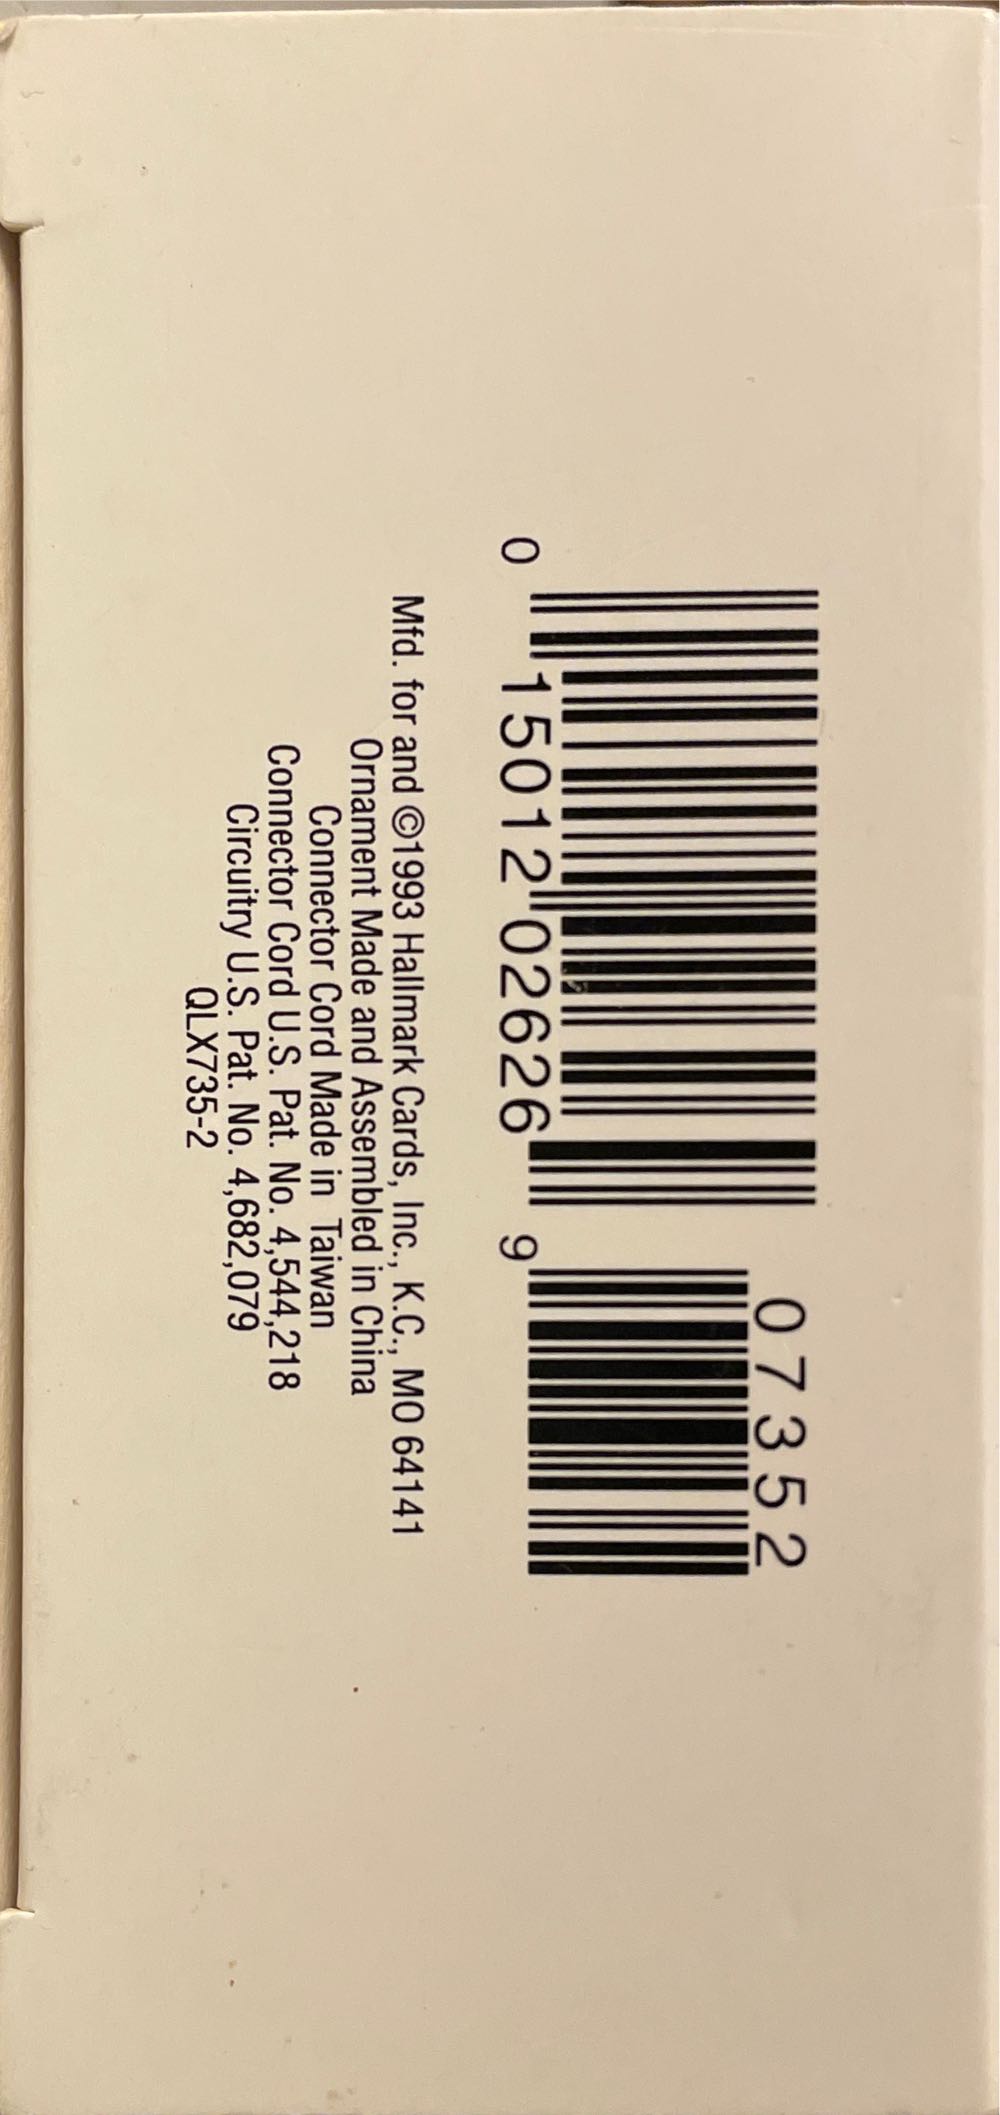 07352
0 15012 02626 9
Mfd. for and ©1993 Hallmark Cards, Inc., K.C., MO 64141
Ornament Made and Assembled in China
Connector Cord Made in Taiwan
Connector Cord U.S. Pat. No. 4,544,218
Circuitry U.S. Pat. No. 4,682,079
QLX735-2